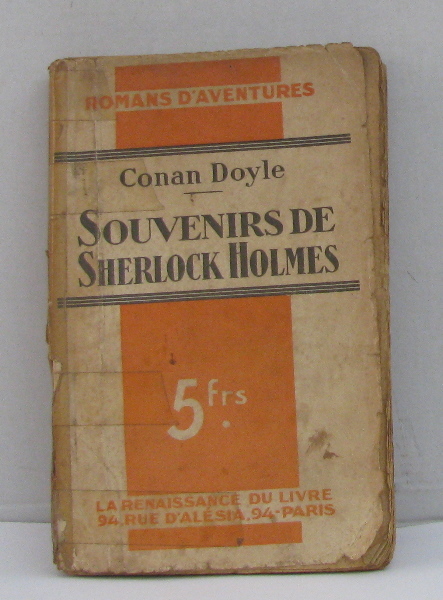 ROMANS D'AVENTURES
Conan Doyle
SOUVENIRS DE
SHERLOCK HOLMES
5 frs
LA RENAISSANCE DU LIVRE
94, RUE D'ALÉSIA, 94-PARIS